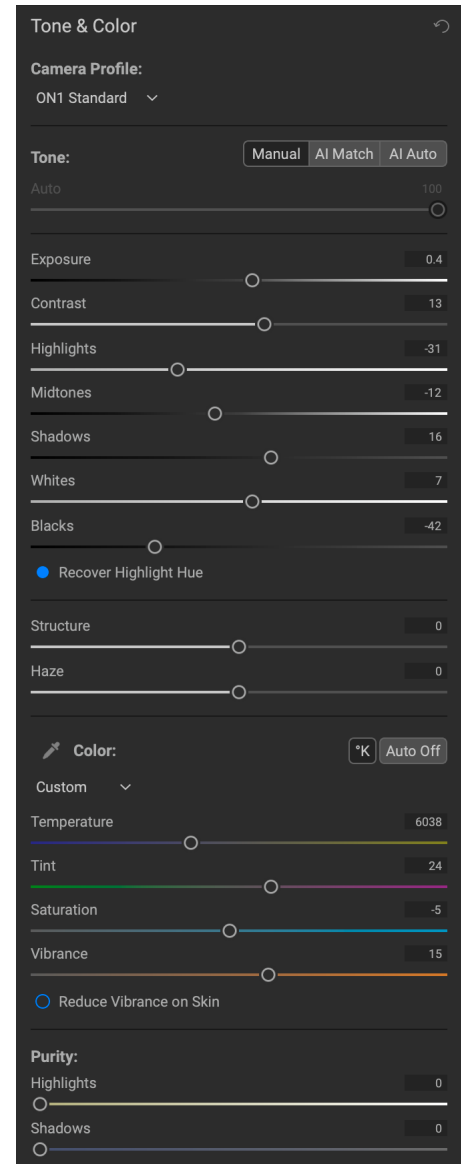 Tone & Color
Camera Profile:
ON1 Standard
Tone: Manual AI Match AI Auto
Auto 100
Exposure 0.4
Contrast 13
Highlights -31
Midtones -12
Shadows 16
Whites 7
Blacks -42
Recover Highlight Hue
Structure 0
Haze 0
Color: °K Auto Off
Custom
Temperature 6038
Tint 24
Saturation -5
Vibrance 15
Reduce Vibrance on Skin
Purity:
Highlights 0
Shadows 0